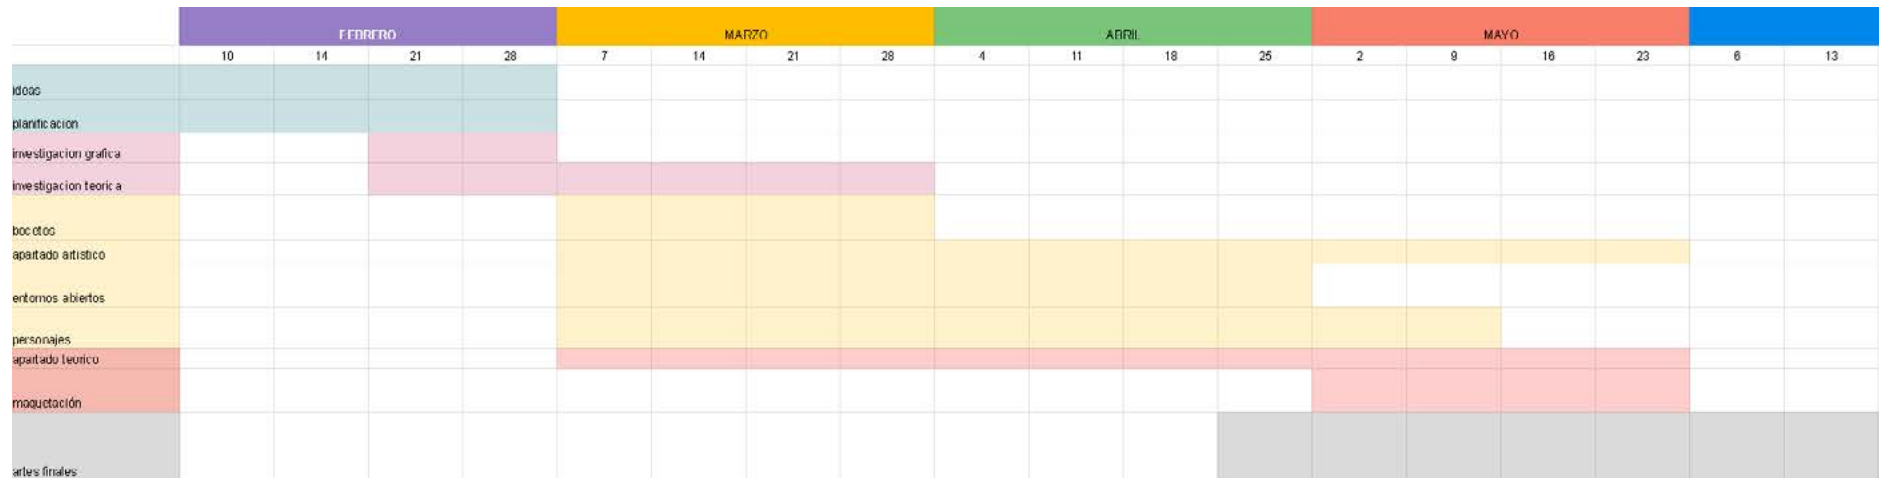 FEBRERO MARZO ABRIL MAYO
10 14 21 28 7 14 21 28 4 11 18 25 2 9 16 23 6 13
ideas
planificacion
investigacion grafica
investigacion teorica
bocetos
apartado artistico
entornos abiertos
personajes
apartado teorico
maquetación
artes finales